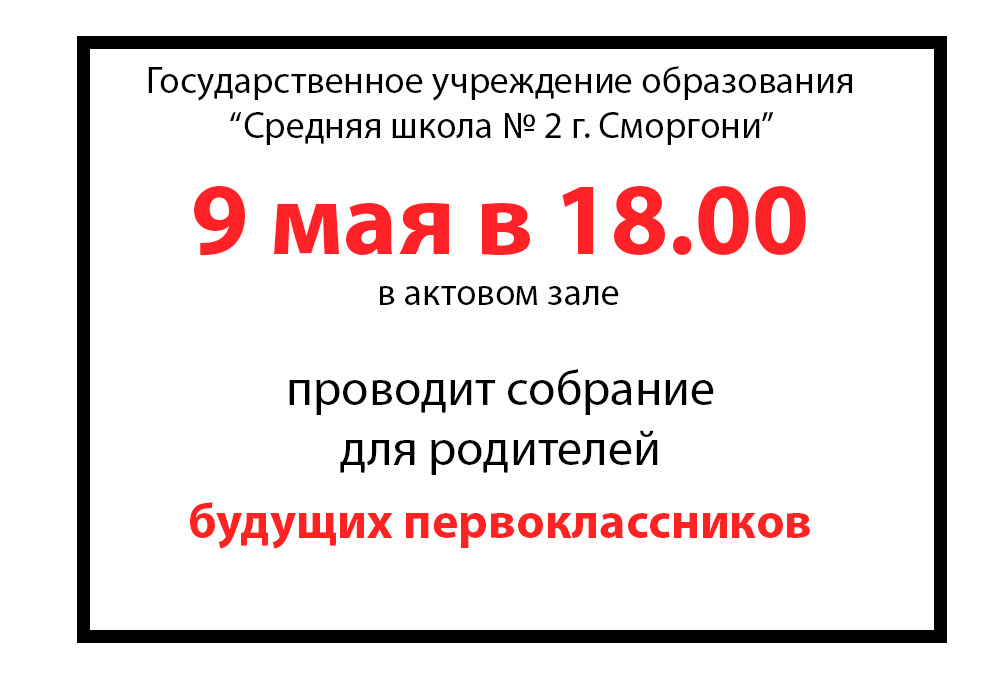 Государственное учреждение образования
“Средняя школа № 2 г. Сморгони”
9 мая в 18.00
в актовом зале
проводит собрание
для родителей
будущих первоклассников